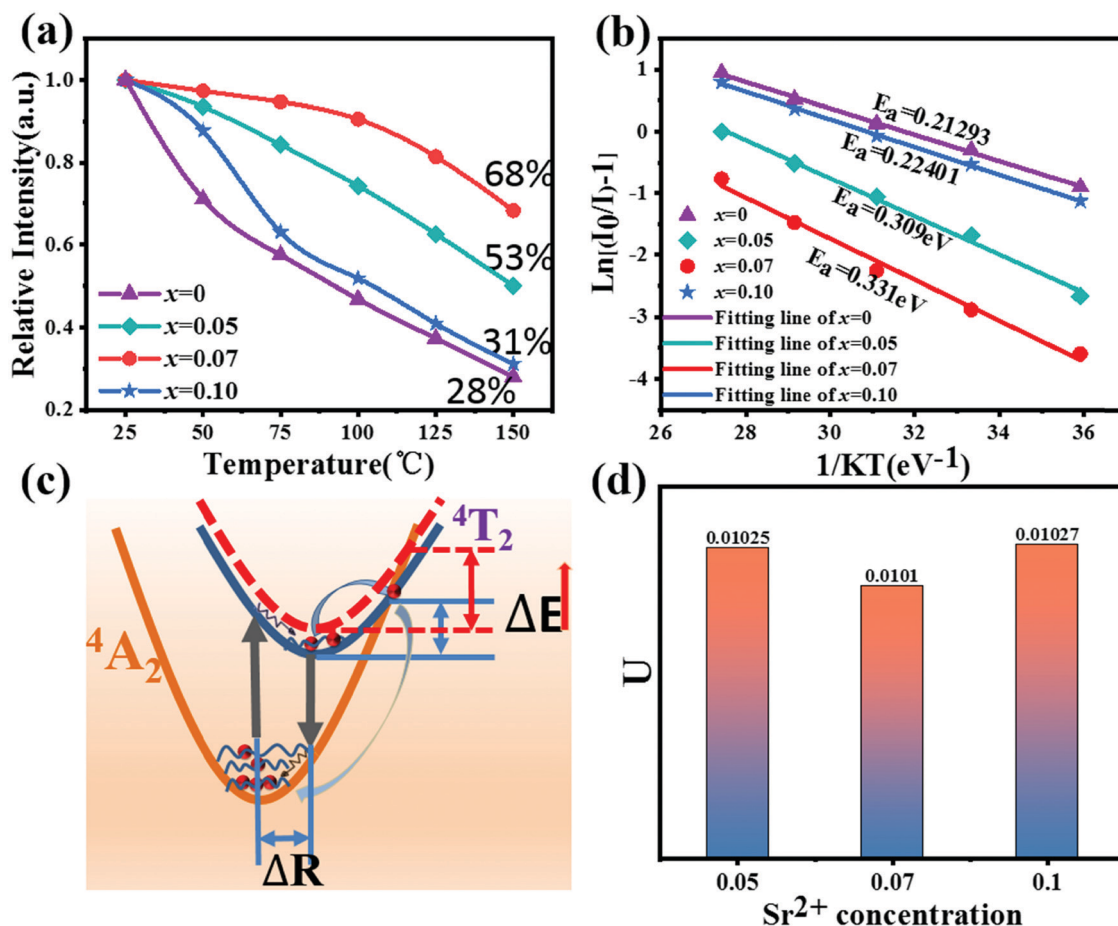 (a)
Relative Intensity(a.u.)
1.0
0.8
0.6
0.4
0.2
68%
53%
31%
28%
x=0
x=0.05
x=0.07
x=0.10
25 50 75 100 125 150
Temperature(℃)
(b)
Ln[(I0/I)-1]
1
0
-1
-2
-3
-4
Ea=0.21293
Ea=0.22401
Ea=0.309eV
Ea=0.331eV
x=0
x=0.05
x=0.07
x=0.10
Fitting line of x=0
Fitting line of x=0.05
Fitting line of x=0.07
Fitting line of x=0.10
26 28 30 32 34 36
1/KT(eV-1)
(c)
4T2
ΔE
4A2
ΔR
(d)
U
0.01025
0.0101
0.01027
0.05 0.07 0.1
Sr2+ concentration